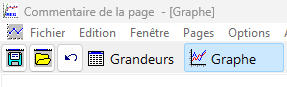 Commentaire de la page - [Graphe]
Fichier Edition Fenêtre Pages Options
Grandeurs Graphe